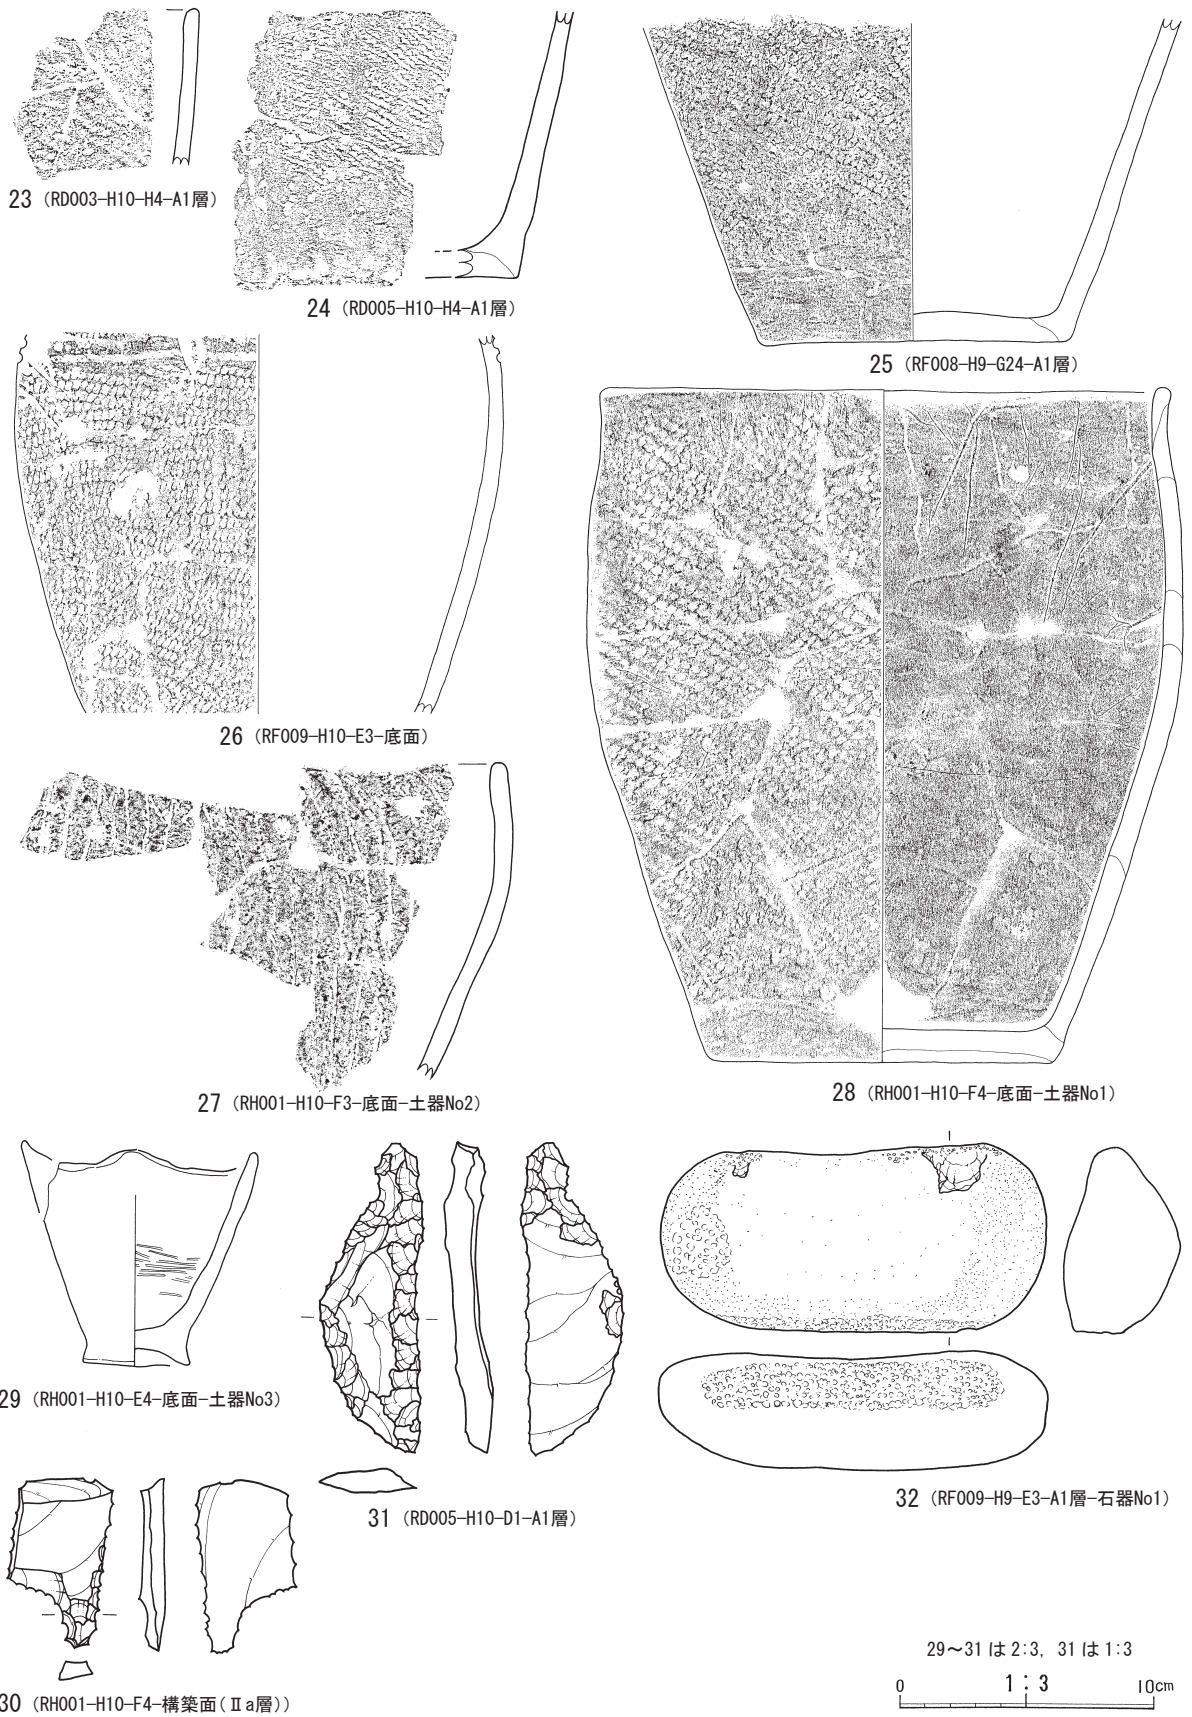 23 (RD003-H10-H4-A1層)
24 (RD005-H10-H4-A1層)
25 (RF008-H9-G24-A1層)
26 (RF009-H10-E3-底面)
27 (RH001-H10-F3-底面-土器No2)
28 (RH001-H10-F4-底面-土器No1)
29 (RH001-H10-E4-底面-土器No3)
31 (RD005-H10-D1-A1層)
32 (RF009-H9-E3-A1層-石器No1)
30 (RH001-H10-F4-構築面(Ⅱa層))
29～31 は 2:3, 31 は 1:3
1 : 3
0 10cm